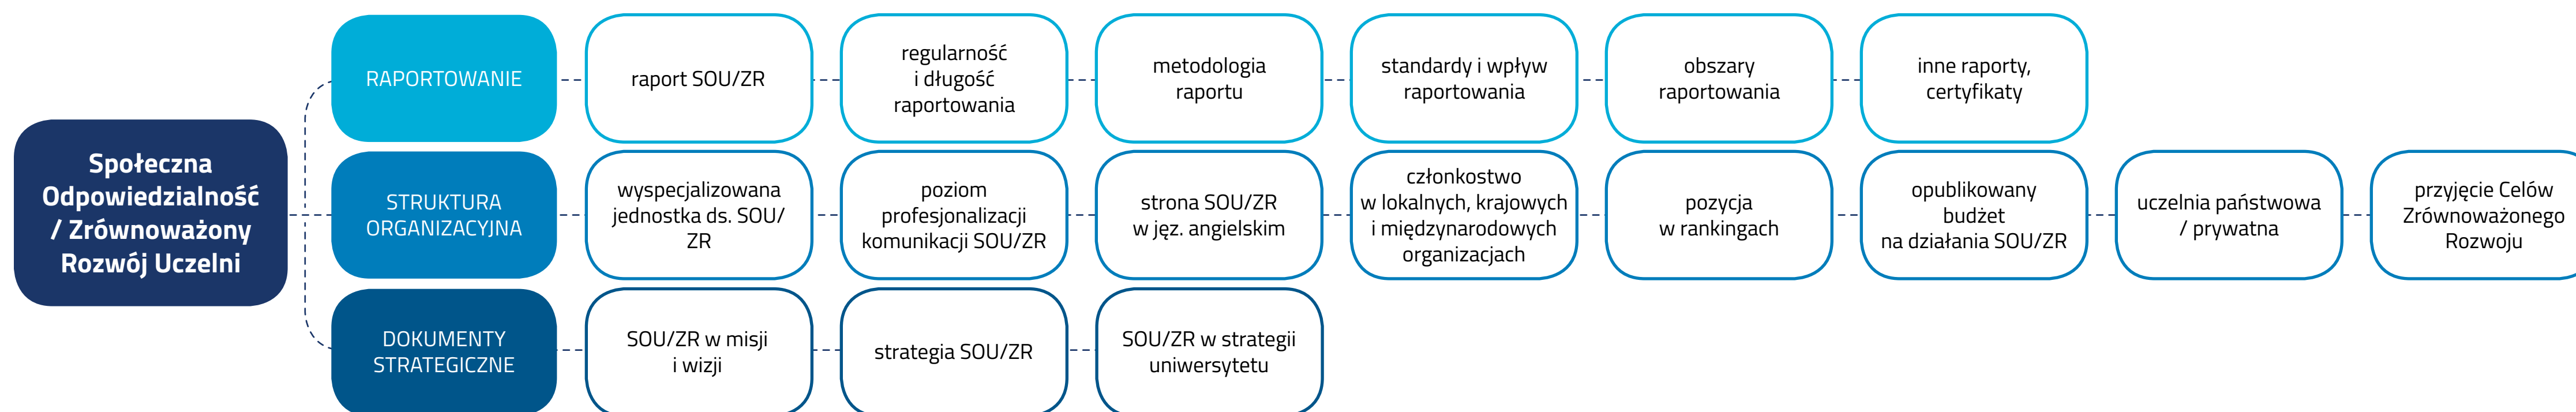 Społeczna
Odpowiedzialność
/ Zrównoważony
Rozwój Uczelni
RAPORTOWANIE
raport SOU/ZR
regularność
i długość
raportowania
metodologia
raportu
standardy i wpływ
raportowania
obszary
raportowania
inne raporty,
certyfikaty
STRUKTURA
ORGANIZACYJNA
wyspecjalizowana
jednostka ds. SOU/
ZR
poziom
profesjonalizacji
komunikacji SOU/ZR
strona SOU/ZR
w jęz. angielskim
członkostwo
w lokalnych, krajowych
i międzynarodowych
organizacjach
pozycja
w rankingach
opublikowany
budżet
na działania SOU/ZR
uczelnia państwowa
/ prywatna
przyjęcie Celów
Zrównoważonego
Rozwoju
DOKUMENTY
STRATEGICZNE
SOU/ZR w misji
i wizji
strategia SOU/ZR
SOU/ZR w strategii
uniwersytetu